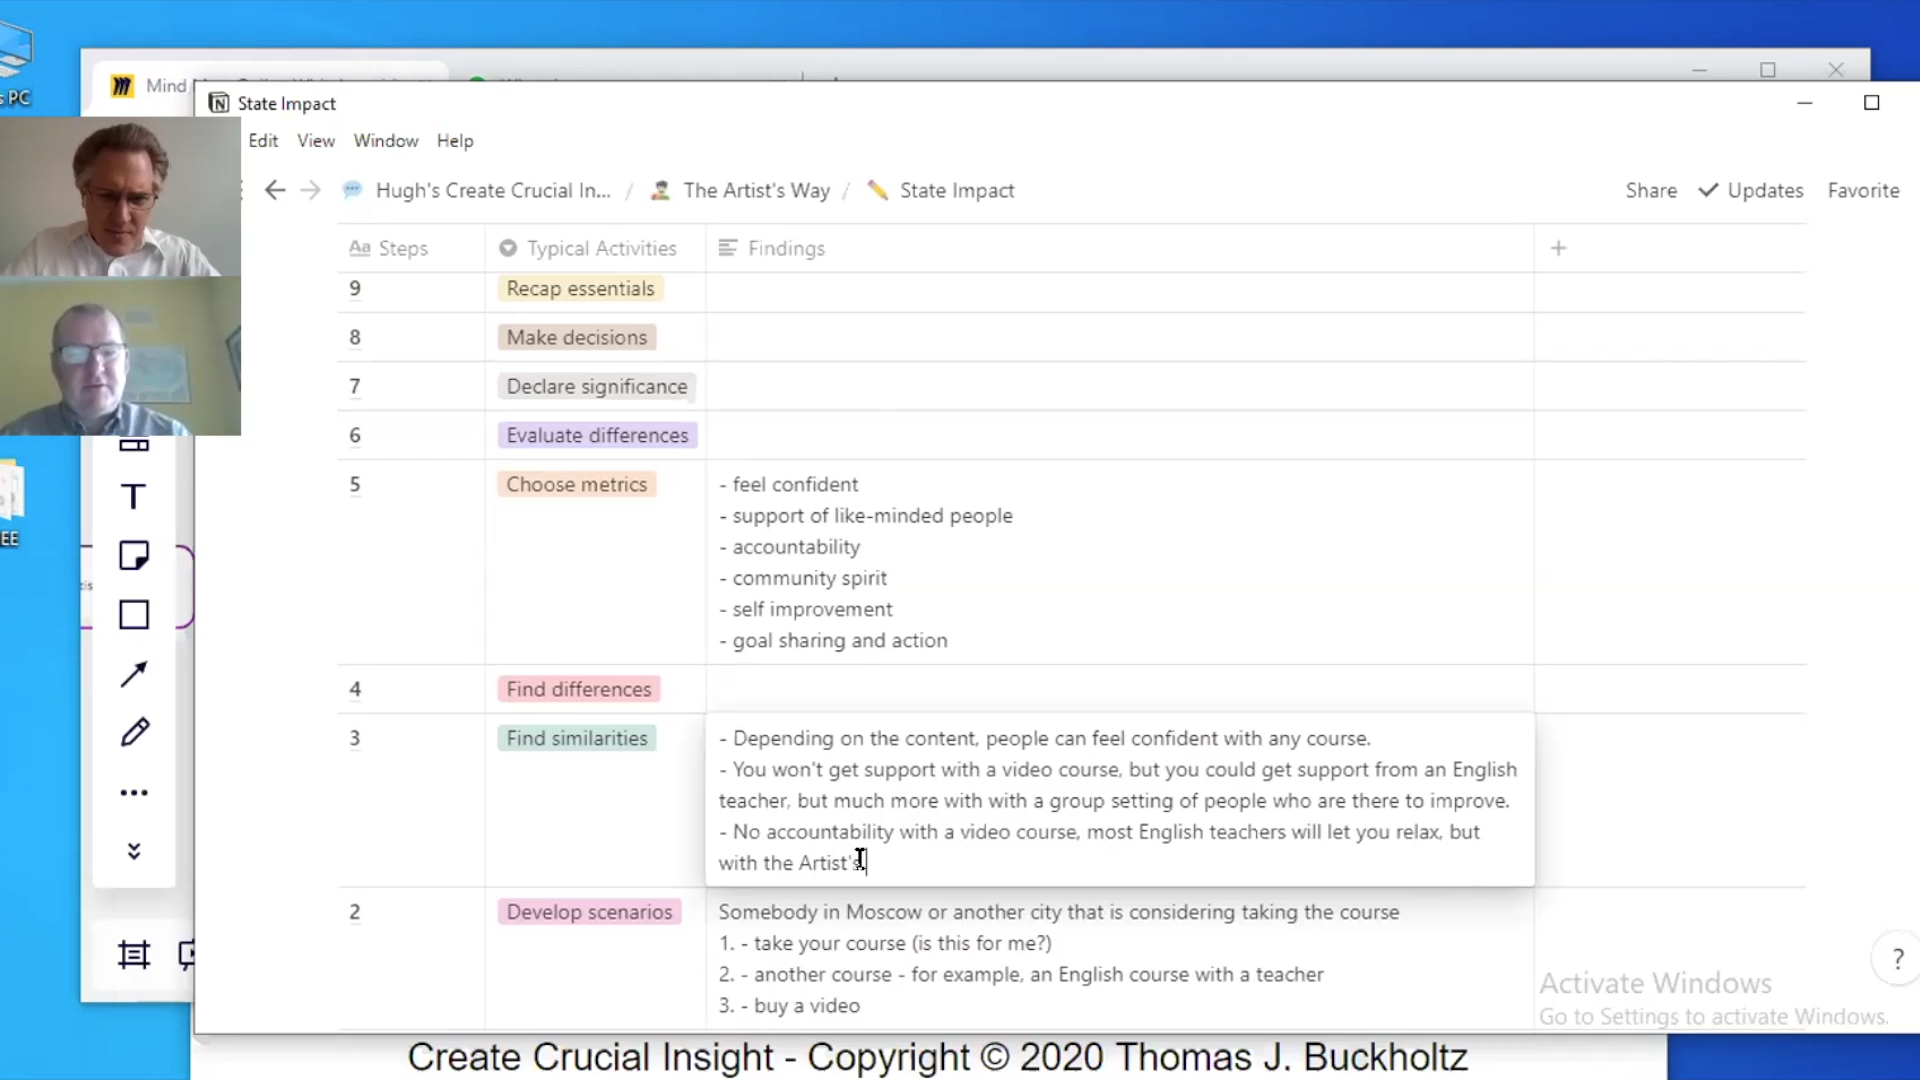 s PC
Mind
State Impact
Edit View Window Help
Hugh's Create Crucial In... / The Artist's Way / State Impact
Share Updates Favorite
Aa Steps Typical Activities Findings +
9 Recap essentials
8 Make decisions
7 Declare significance
6 Evaluate differences
5 Choose metrics
- feel confident
- support of like-minded people
- accountability
- community spirit
- self improvement
- goal sharing and action
4 Find differences
3 Find similarities
- Depending on the content, people can feel confident with any course.
- You won't get support with a video course, but you could get support from an English
teacher, but much more with with a group setting of people who are there to improve.
- No accountability with a video course, most English teachers will let you relax, but
with the Artist's
2 Develop scenarios
Somebody in Moscow or another city that is considering taking the course
1. - take your course (is this for me?)
2. - another course - for example, an English course with a teacher
3. - buy a video
EE
T
?
Activate Windows
Go to Settings to activate Windows.
Create Crucial Insight - Copyright © 2020 Thomas J. Buckholtz